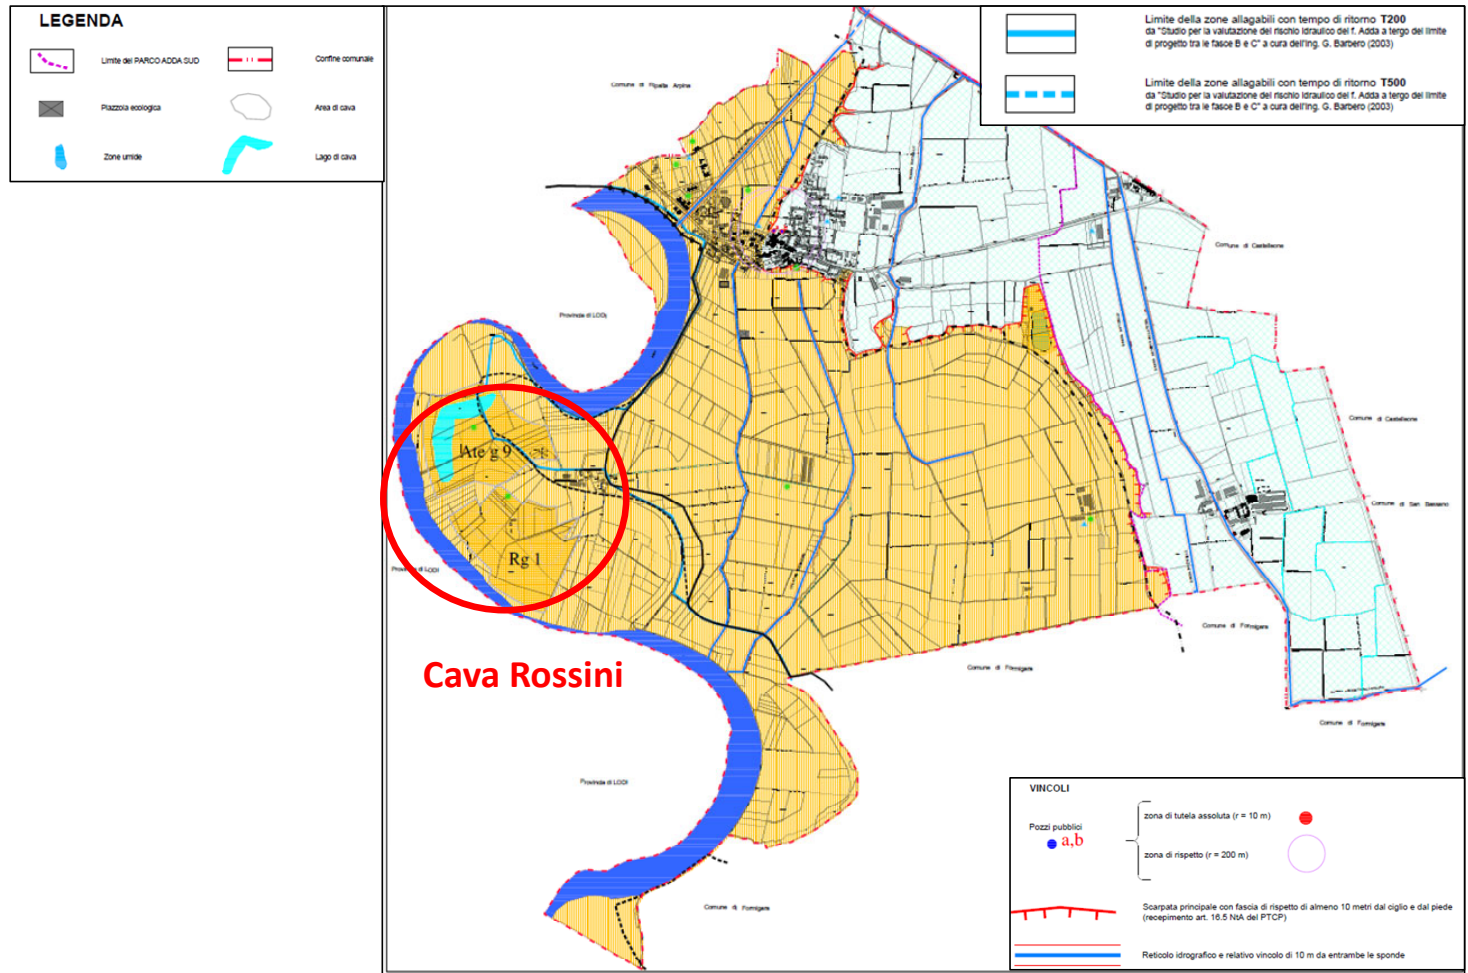 LEGENDA
Limite del PARCO ADDA SUD
Confine comunale
Piazzola ecologica
Area di cava
Zone umide
Lago di cava
Limite della zone allagabili con tempo di ritorno T200
da "Studio per la valutazione del rischio idraulico del f. Adda a tergo del limite
di progetto tra le fasce B e C" a cura dell'ing. G. Barbero (2003)
Limite della zone allagabili con tempo di ritorno T500
da "Studio per la valutazione del rischio idraulico del f. Adda a tergo del limite
di progetto tra le fasce B e C" a cura dell'ing. G. Barbero (2003)
Comune di Castelleone
Provincia di LODI
Comune di Castelleone
Ate g 9
Comune di San Bassano
Rg 1
Provincia di LODI
Comune di Formigara
Comune di Formigara
Cava Rossini
Comune di Formigara
Provincia di LODI
Comune di Formigara
VINCOLI
Pozzi pubblici
a,b
zona di tutela assoluta (r = 10 m)
zona di rispetto (r = 200 m)
Scarpata principale con fascia di rispetto di almeno 10 metri dal ciglio e dal piede
(recepimento art. 16.5 NtA del PTCP)
Reticolo idrografico e relativo vincolo di 10 m da entrambe le sponde